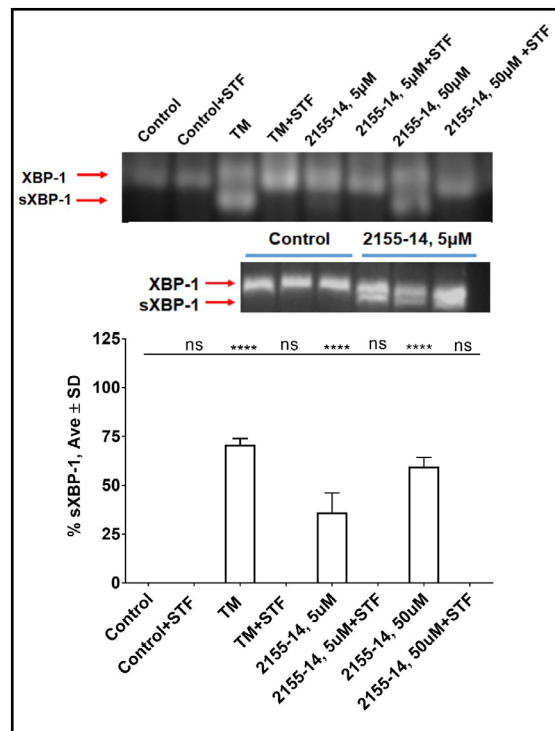 Control
Control+STF
TM
TM+STF
2155-14, 5µM
2155-14, 5µM+STF
2155-14, 50µM
2155-14, 50µM +STF
XBP-1
sXBP-1
Control
2155-14, 5µM
XBP-1
sXBP-1
% sXBP-1, Ave ± SD
125
100
75
50
25
0
ns
****
ns
****
ns
****
ns
Control
Control+STF
TM
TM+STF
2155-14, 5uM
2155-14, 5uM+STF
2155-14, 50uM
2155-14, 50uM+STF